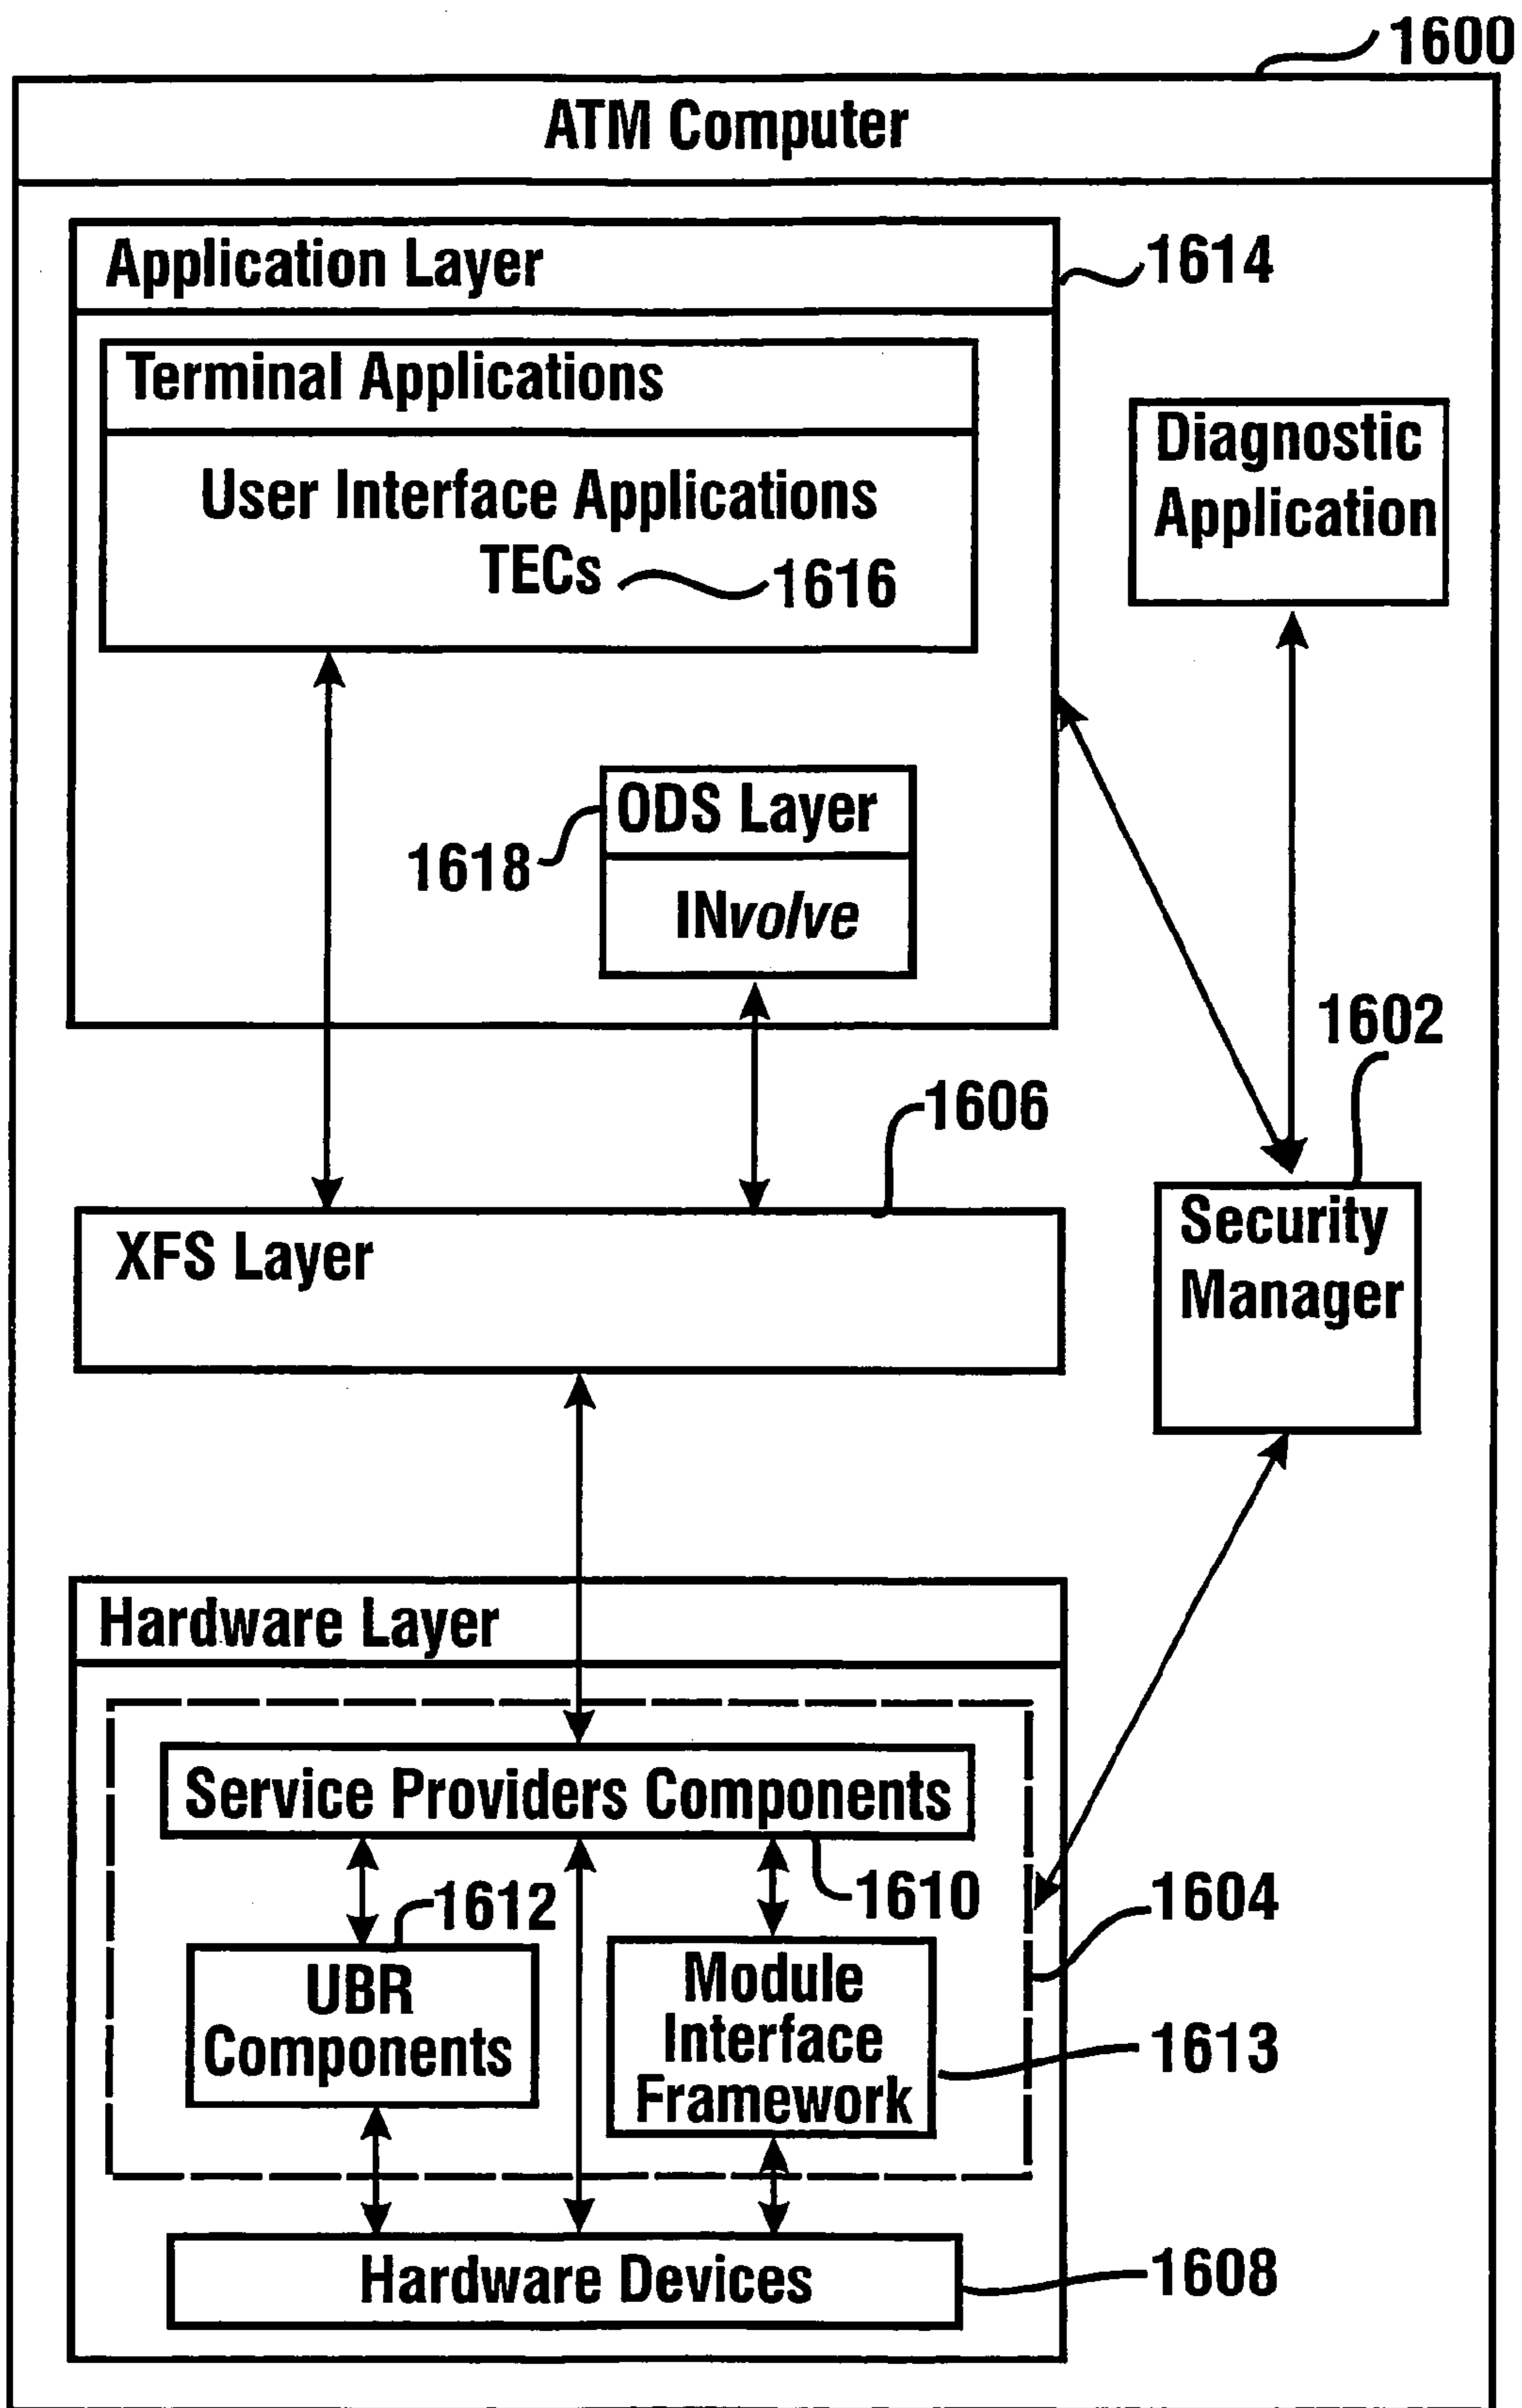 1600
ATM Computer
Application Layer
1614
Terminal Applications
User Interface Applications
TECs
1616
Diagnostic
Application
ODS Layer
1618
INvolve
1602
1606
XFS Layer
Security
Manager
Hardware Layer
Service Providers Components
1610
1612
1604
UBR
Components
Module
Interface
Framework
1613
Hardware Devices
1608